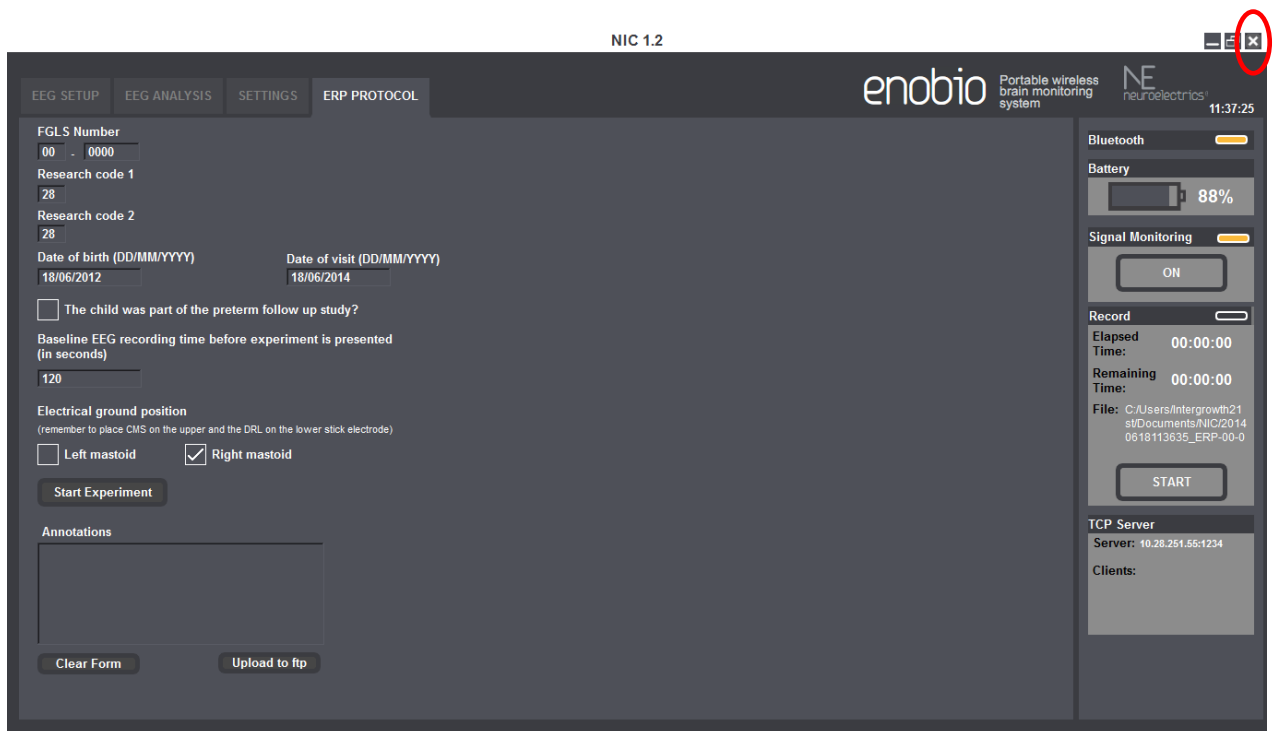 NIC 1.2
EEG SETUP
EEG ANALYSIS
SETTINGS
ERP PROTOCOL
enobio
Portable wireless
brain monitoring
system
NE
neuroelectrics
11:37:25
FGLS Number
00 . 0000
Research code 1
28
Research code 2
28
Date of birth (DD/MM/YYYY)
18/06/2012
Date of visit (DD/MM/YYYY)
18/06/2014
The child was part of the preterm follow up study?
Baseline EEG recording time before experiment is presented
(in seconds)
120
Electrical ground position
(remember to place CMS on the upper and the DRL on the lower stick electrode)
Left mastoid
Right mastoid
Start Experiment
Annotations
Clear Form
Upload to ftp
Bluetooth
Battery
88%
Signal Monitoring
ON
Record
Elapsed
Time:
00:00:00
Remaining
Time:
00:00:00
File: C:/Users/Intergrowth21
st/Documents/NIC/2014
0618113635_ERP-00-0
START
TCP Server
Server: 10.28.251.55:1234
Clients: